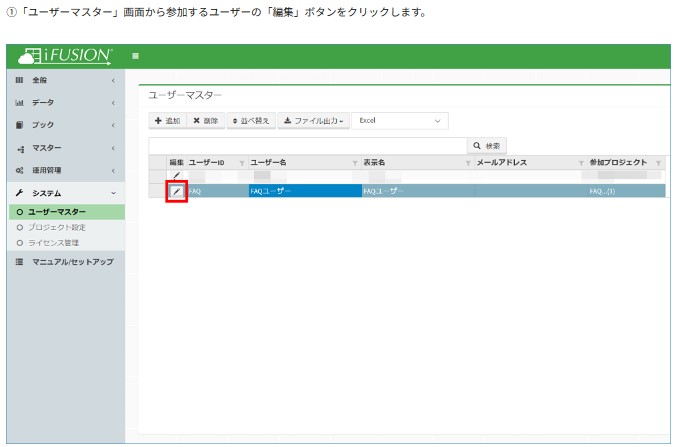 ①「ユーザーマスター」画面から参加するユーザーの「編集」ボタンをクリックします。
iFUSION
全般
データ
ブック
マスター
運用管理
システム
ユーザーマスター
プロジェクト設定
ライセンス管理
マニュアル/セットアップ
ユーザーマスター
追加 削除 並べ替え ファイル出力 Excel
検索
編集 ユーザーID ユーザー名 表示名 メールアドレス 参加プロジェクト
FAQ FAQユーザー FAQユーザー FAQ...(1)